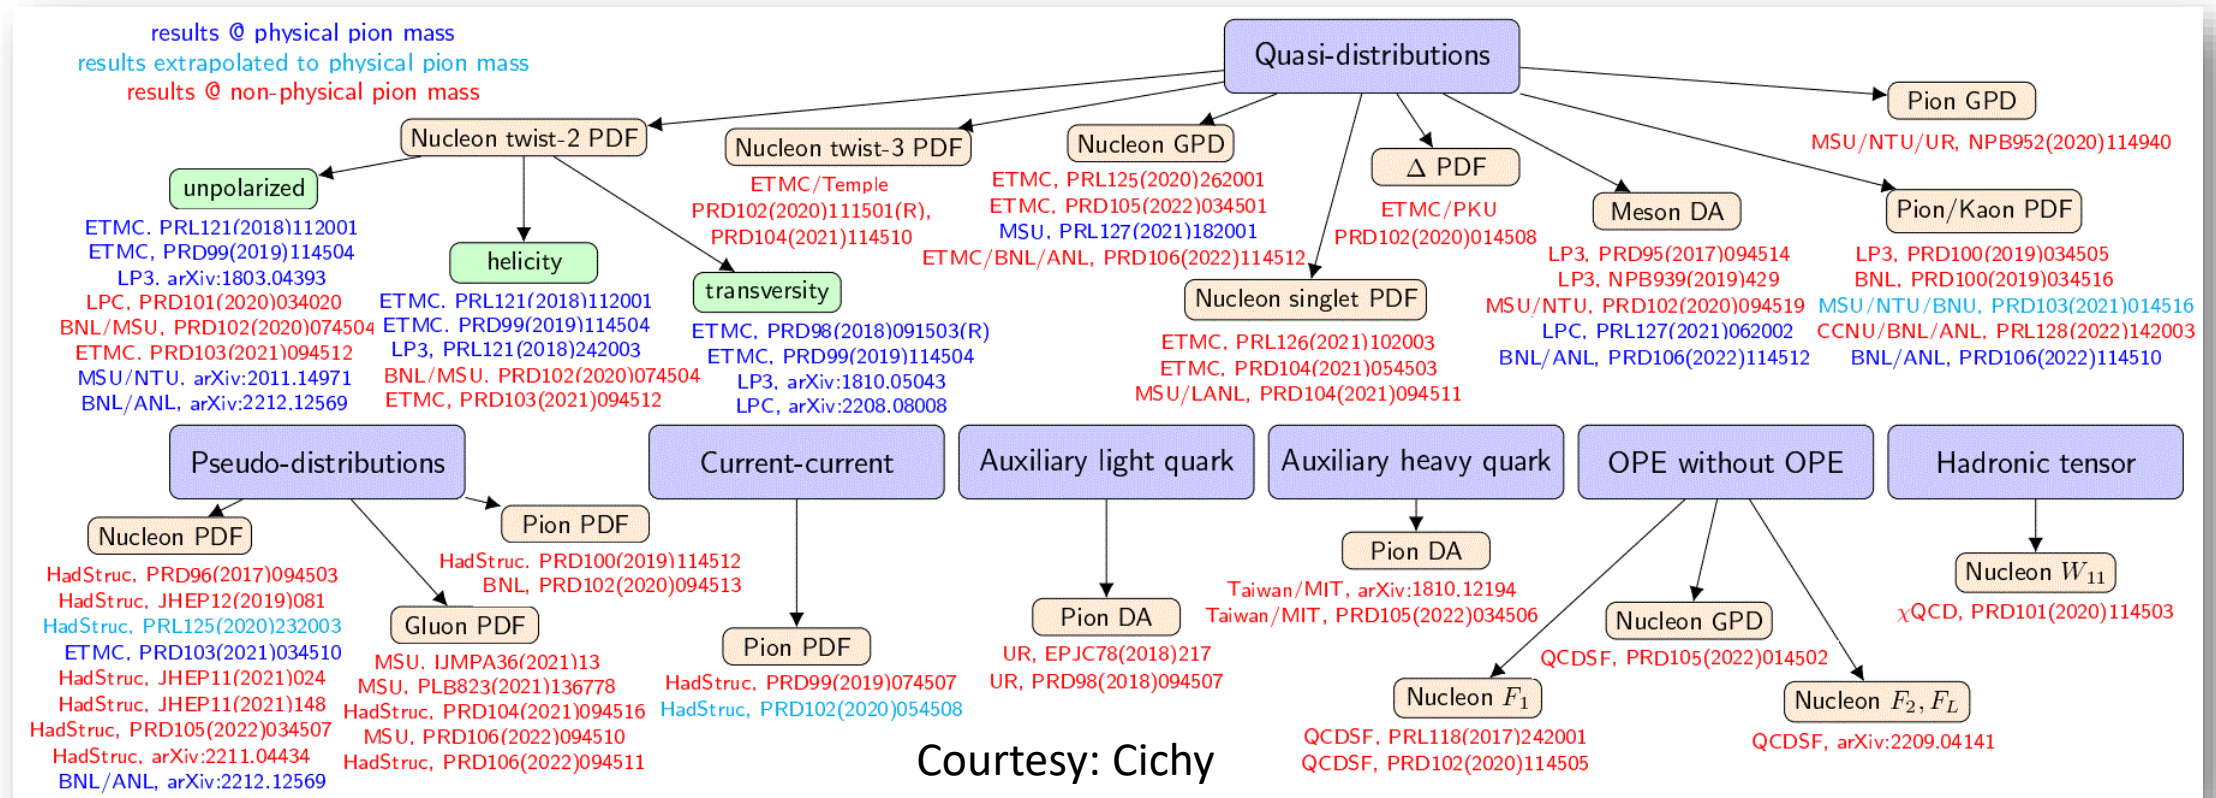 results @ physical pion mass
results extrapolated to physical pion mass
results @ non-physical pion mass
Quasi-distributions
Nucleon twist-2 PDF
unpolarized
ETMC. PRL121(2018)112001
ETMC, PRD99(2019)114504
LP3. arXiv:1803.04393
LPC, PRD101(2020)034020
BNL/MSU, PRD102(2020)074504
ETMC. PRD103(2021)094512
MSU/NTU. arXiv:2011.14971
BNL/ANL, arXiv:2212.12569
helicity
ETMC. PRL121(2018)112001
ETMC. PRD99(2019)114504
LP3, PRL121(2018)242003
BNL/MSU. PRD102(2020)074504
ETMC, PRD103(2021)094512
transversity
ETMC, PRD98(2018)091503(R)
ETMC, PRD99(2019)114504
LP3, arXiv:1810.05043
LPC, arXiv:2208.08008
Nucleon twist-3 PDF
ETMC/Temple
PRD102(2020)111501(R),
PRD104(2021)114510
Nucleon GPD
ETMC, PRL125(2020)262001
ETMC, PRD105(2022)034501
MSU, PRL127(2021)182001
ETMC/BNL/ANL, PRD106(2022)114512
Nucleon singlet PDF
ETMC, PRL126(2021)102003
ETMC, PRD104(2021)054503
MSU/LANL, PRD104(2021)094511
Δ PDF
ETMC/PKU
PRD102(2020)014508
Meson DA
LP3, PRD95(2017)094514
LP3, NPB939(2019)429
MSU/NTU, PRD102(2020)094519
LPC, PRL127(2021)062002
BNL/ANL, PRD106(2022)114512
Pion GPD
MSU/NTU/UR, NPB952(2020)114940
Pion/Kaon PDF
LP3, PRD100(2019)034505
BNL, PRD100(2019)034516
MSU/NTU/BNU, PRD103(2021)014516
CCNU/BNL/ANL, PRL128(2022)142003
BNL/ANL, PRD106(2022)114510
Pseudo-distributions
Nucleon PDF
HadStruc, PRD96(2017)094503
HadStruc, JHEP12(2019)081
HadStruc, PRL125(2020)232003
ETMC, PRD103(2021)034510
HadStruc, JHEP11(2021)024
HadStruc, JHEP11(2021)148
HadStruc, PRD105(2022)034507
HadStruc, arXiv:2211.04434
BNL/ANL, arXiv:2212.12569
Pion PDF
HadStruc. PRD100(2019)114512
BNL, PRD102(2020)094513
Gluon PDF
MSU. IJMPA36(2021)13
MSU, PLB823(2021)136778
HadStruc, PRD104(2021)094516
MSU, PRD106(2022)094510
HadStruc, PRD106(2022)094511
Current-current
Pion PDF
HadStruc, PRD99(2019)074507
HadStruc, PRD102(2020)054508
Auxiliary light quark
Pion DA
UR, EPJC78(2018)217
UR, PRD98(2018)094507
Auxiliary heavy quark
Pion DA
Taiwan/MIT, arXiv:1810.12194
Taiwan/MIT, PRD105(2022)034506
OPE without OPE
Nucleon F₁
QCDSF, PRL118(2017)242001
QCDSF, PRD102(2020)114505
Nucleon GPD
QCDSF, PRD105(2022)014502
Nucleon F₂, F_L
QCDSF, arXiv:2209.04141
Hadronic tensor
Nucleon W₁₁
χQCD, PRD101(2020)114503
Courtesy: Cichy